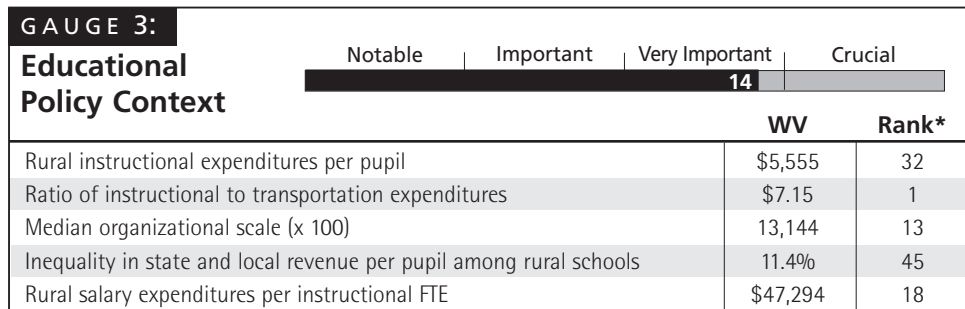 GAUGE 3:
Educational
Policy Context
Notable Important Very Important Crucial
14
WV Rank*
Rural instructional expenditures per pupil $5,555 32
Ratio of instructional to transportation expenditures $7.15 1
Median organizational scale (x 100) 13,144 13
Inequality in state and local revenue per pupil among rural schools 11.4% 45
Rural salary expenditures per instructional FTE $47,294 18